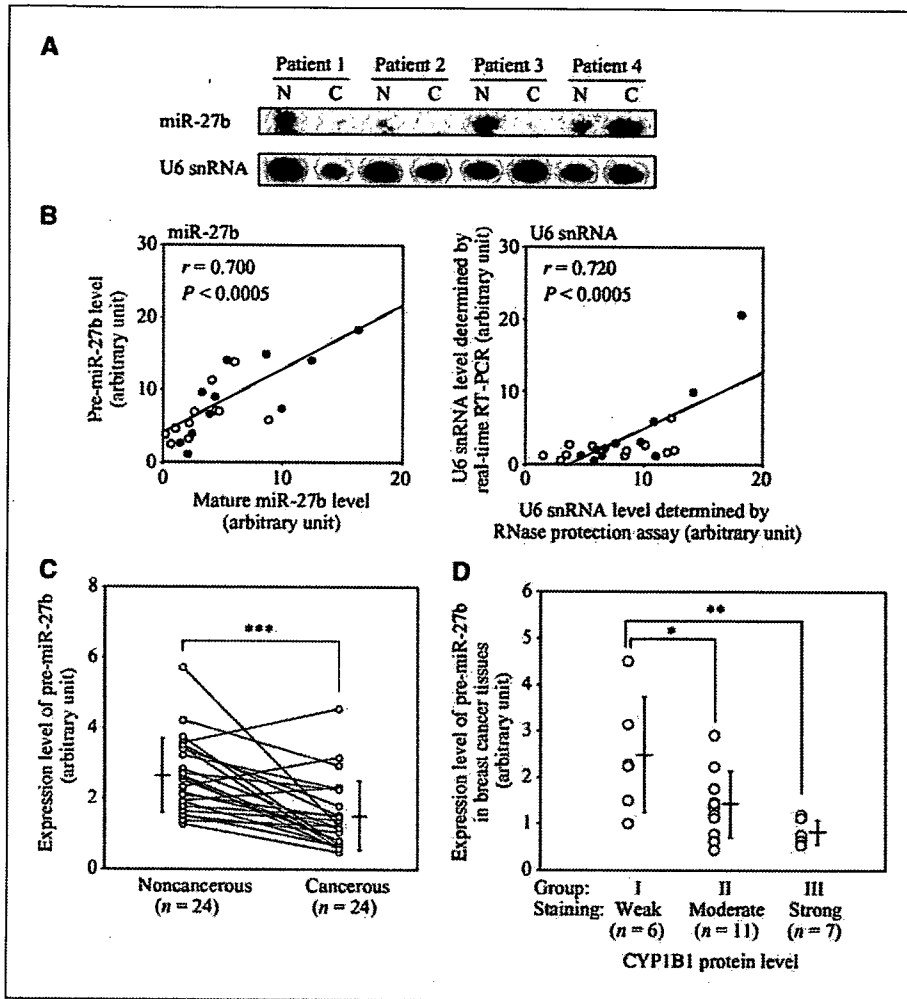 A
Patient 1 Patient 2 Patient 3 Patient 4
N C N C N C N C
miR-27b
U6 snRNA
B
miR-27b
r = 0.700
P < 0.0005
30
20
10
0
0 10 20
Pre-miR-27b level
(arbitrary unit)
Mature miR-27b level
(arbitrary unit)
U6 snRNA
r = 0.720
P < 0.0005
30
20
10
0
0 10 20
U6 snRNA level determined by
real-time RT-PCR (arbitrary unit)
U6 snRNA level determined by
RNase protection assay (arbitrary unit)
C
8
6
4
2
0
***
Expression level of pre-miR-27b
(arbitrary unit)
Noncancerous Cancerous
(n = 24) (n = 24)
D
6
5
4
3
2
1
0
**
*
Expression level of pre-miR-27b
in breast cancer tissues
(arbitrary unit)
Group: I II III
Staining: Weak Moderate Strong
(n = 6) (n = 11) (n = 7)
CYP1B1 protein level